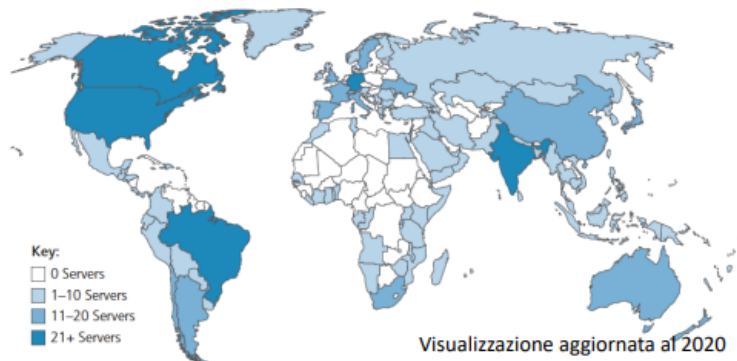 Key:
0 Servers
1–10 Servers
11–20 Servers
21+ Servers
Visualizzazione aggiornata al 2020